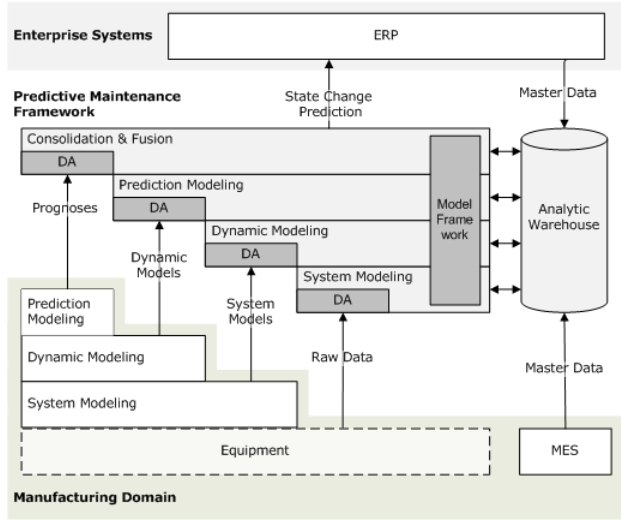 Enterprise Systems
ERP
Predictive Maintenance
Framework
State Change
Prediction
Master Data
Consolidation & Fusion
DA
Prognoses
Prediction Modeling
DA
Dynamic
Models
Dynamic Modeling
DA
System
Models
System Modeling
DA
Raw Data
Model
Frame
work
Analytic
Warehouse
Master Data
Prediction
Modeling
Dynamic Modeling
System Modeling
Equipment
MES
Manufacturing Domain